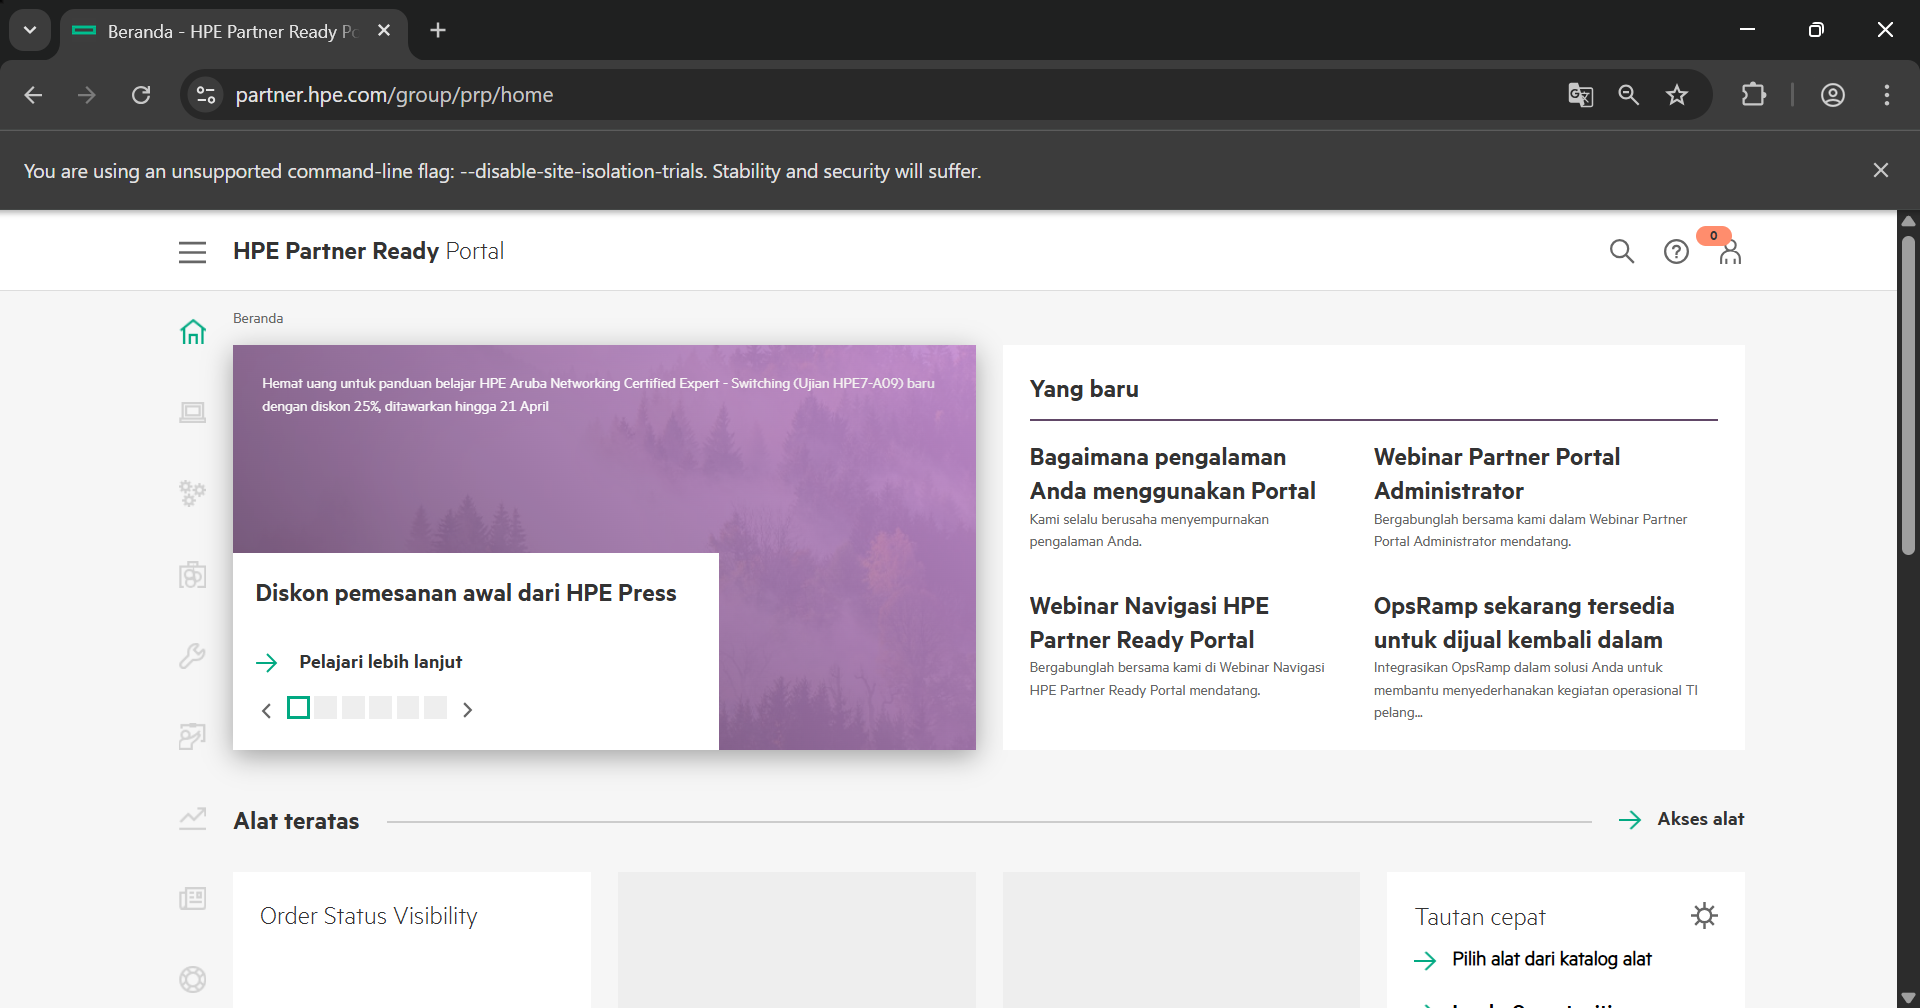 Beranda - HPE Partner Ready
partner.hpe.com/group/prp/home
You are using an unsupported command-line flag: --disable-site-isolation-trials. Stability and security will suffer.
HPE Partner Ready Portal
0
Beranda
Hemat uang untuk panduan belajar HPE Aruba Networking Certified Expert - Switching (Ujian HPE7-A09) baru
dengan diskon 25%, ditawarkan hingga 21 April
Diskon pemesanan awal dari HPE Press
Pelajari lebih lanjut
Yang baru
Bagaimana pengalaman
Anda menggunakan Portal
Kami selalu berusaha menyempurnakan
pengalaman Anda.
Webinar Partner Portal
Administrator
Bergabunglah bersama kami dalam Webinar Partner
Portal Administrator mendatang.
Webinar Navigasi HPE
Partner Ready Portal
Bergabunglah bersama kami di Webinar Navigasi
HPE Partner Ready Portal mendatang.
OpsRamp sekarang tersedia
untuk dijual kembali dalam
Integrasikan OpsRamp dalam solusi Anda untuk
membantu menyederhanakan kegiatan operasional TI
pelang...
Alat teratas
Akses alat
Order Status Visibility
Tautan cepat
Pilih alat dari katalog alat